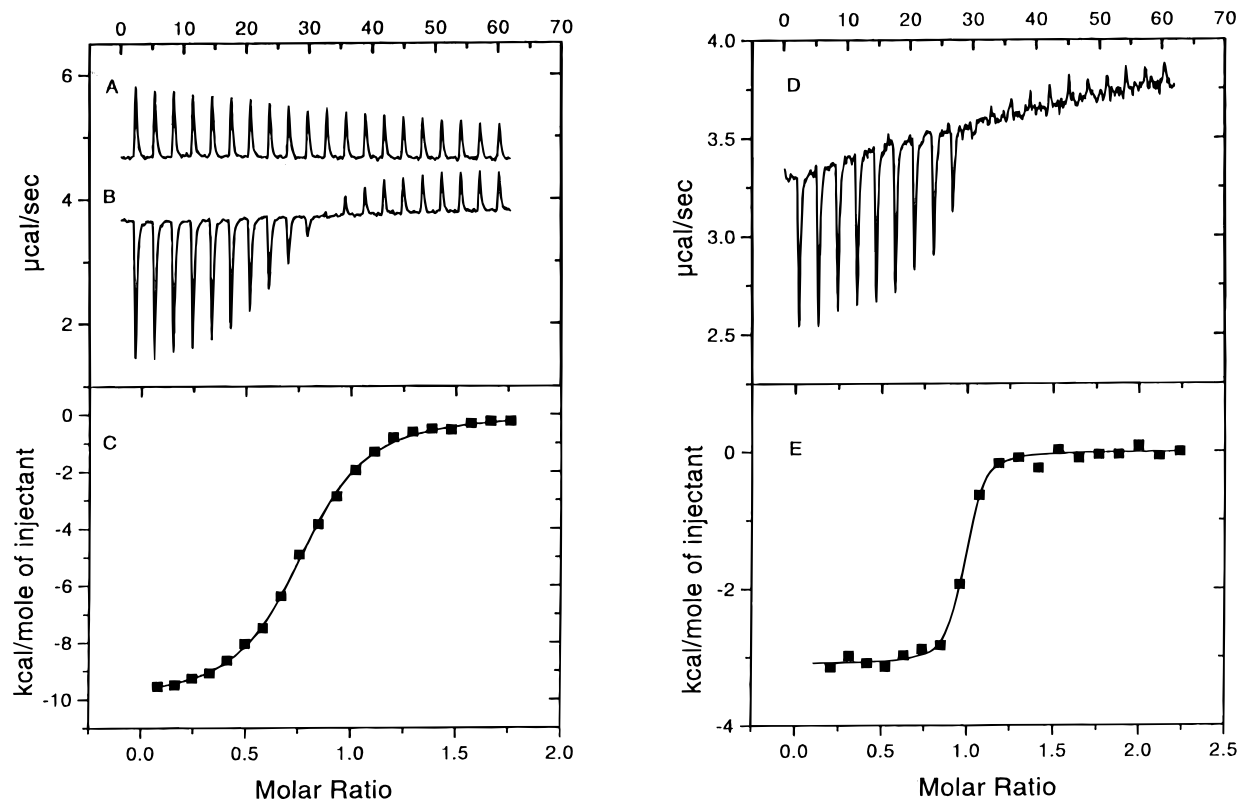 0 10 20 30 40 50 60 70
6
A
4
B
2
µcal/sec
0
C
-2
-4
-6
-8
-10
kcal/mole of injectant
0.0 0.5 1.0 1.5 2.0
Molar Ratio
0 10 20 30 40 50 60 70
4.0
D
3.5
3.0
2.5
µcal/sec
E
0
-2
-4
kcal/mole of injectant
0.0 0.5 1.0 1.5 2.0 2.5
Molar Ratio